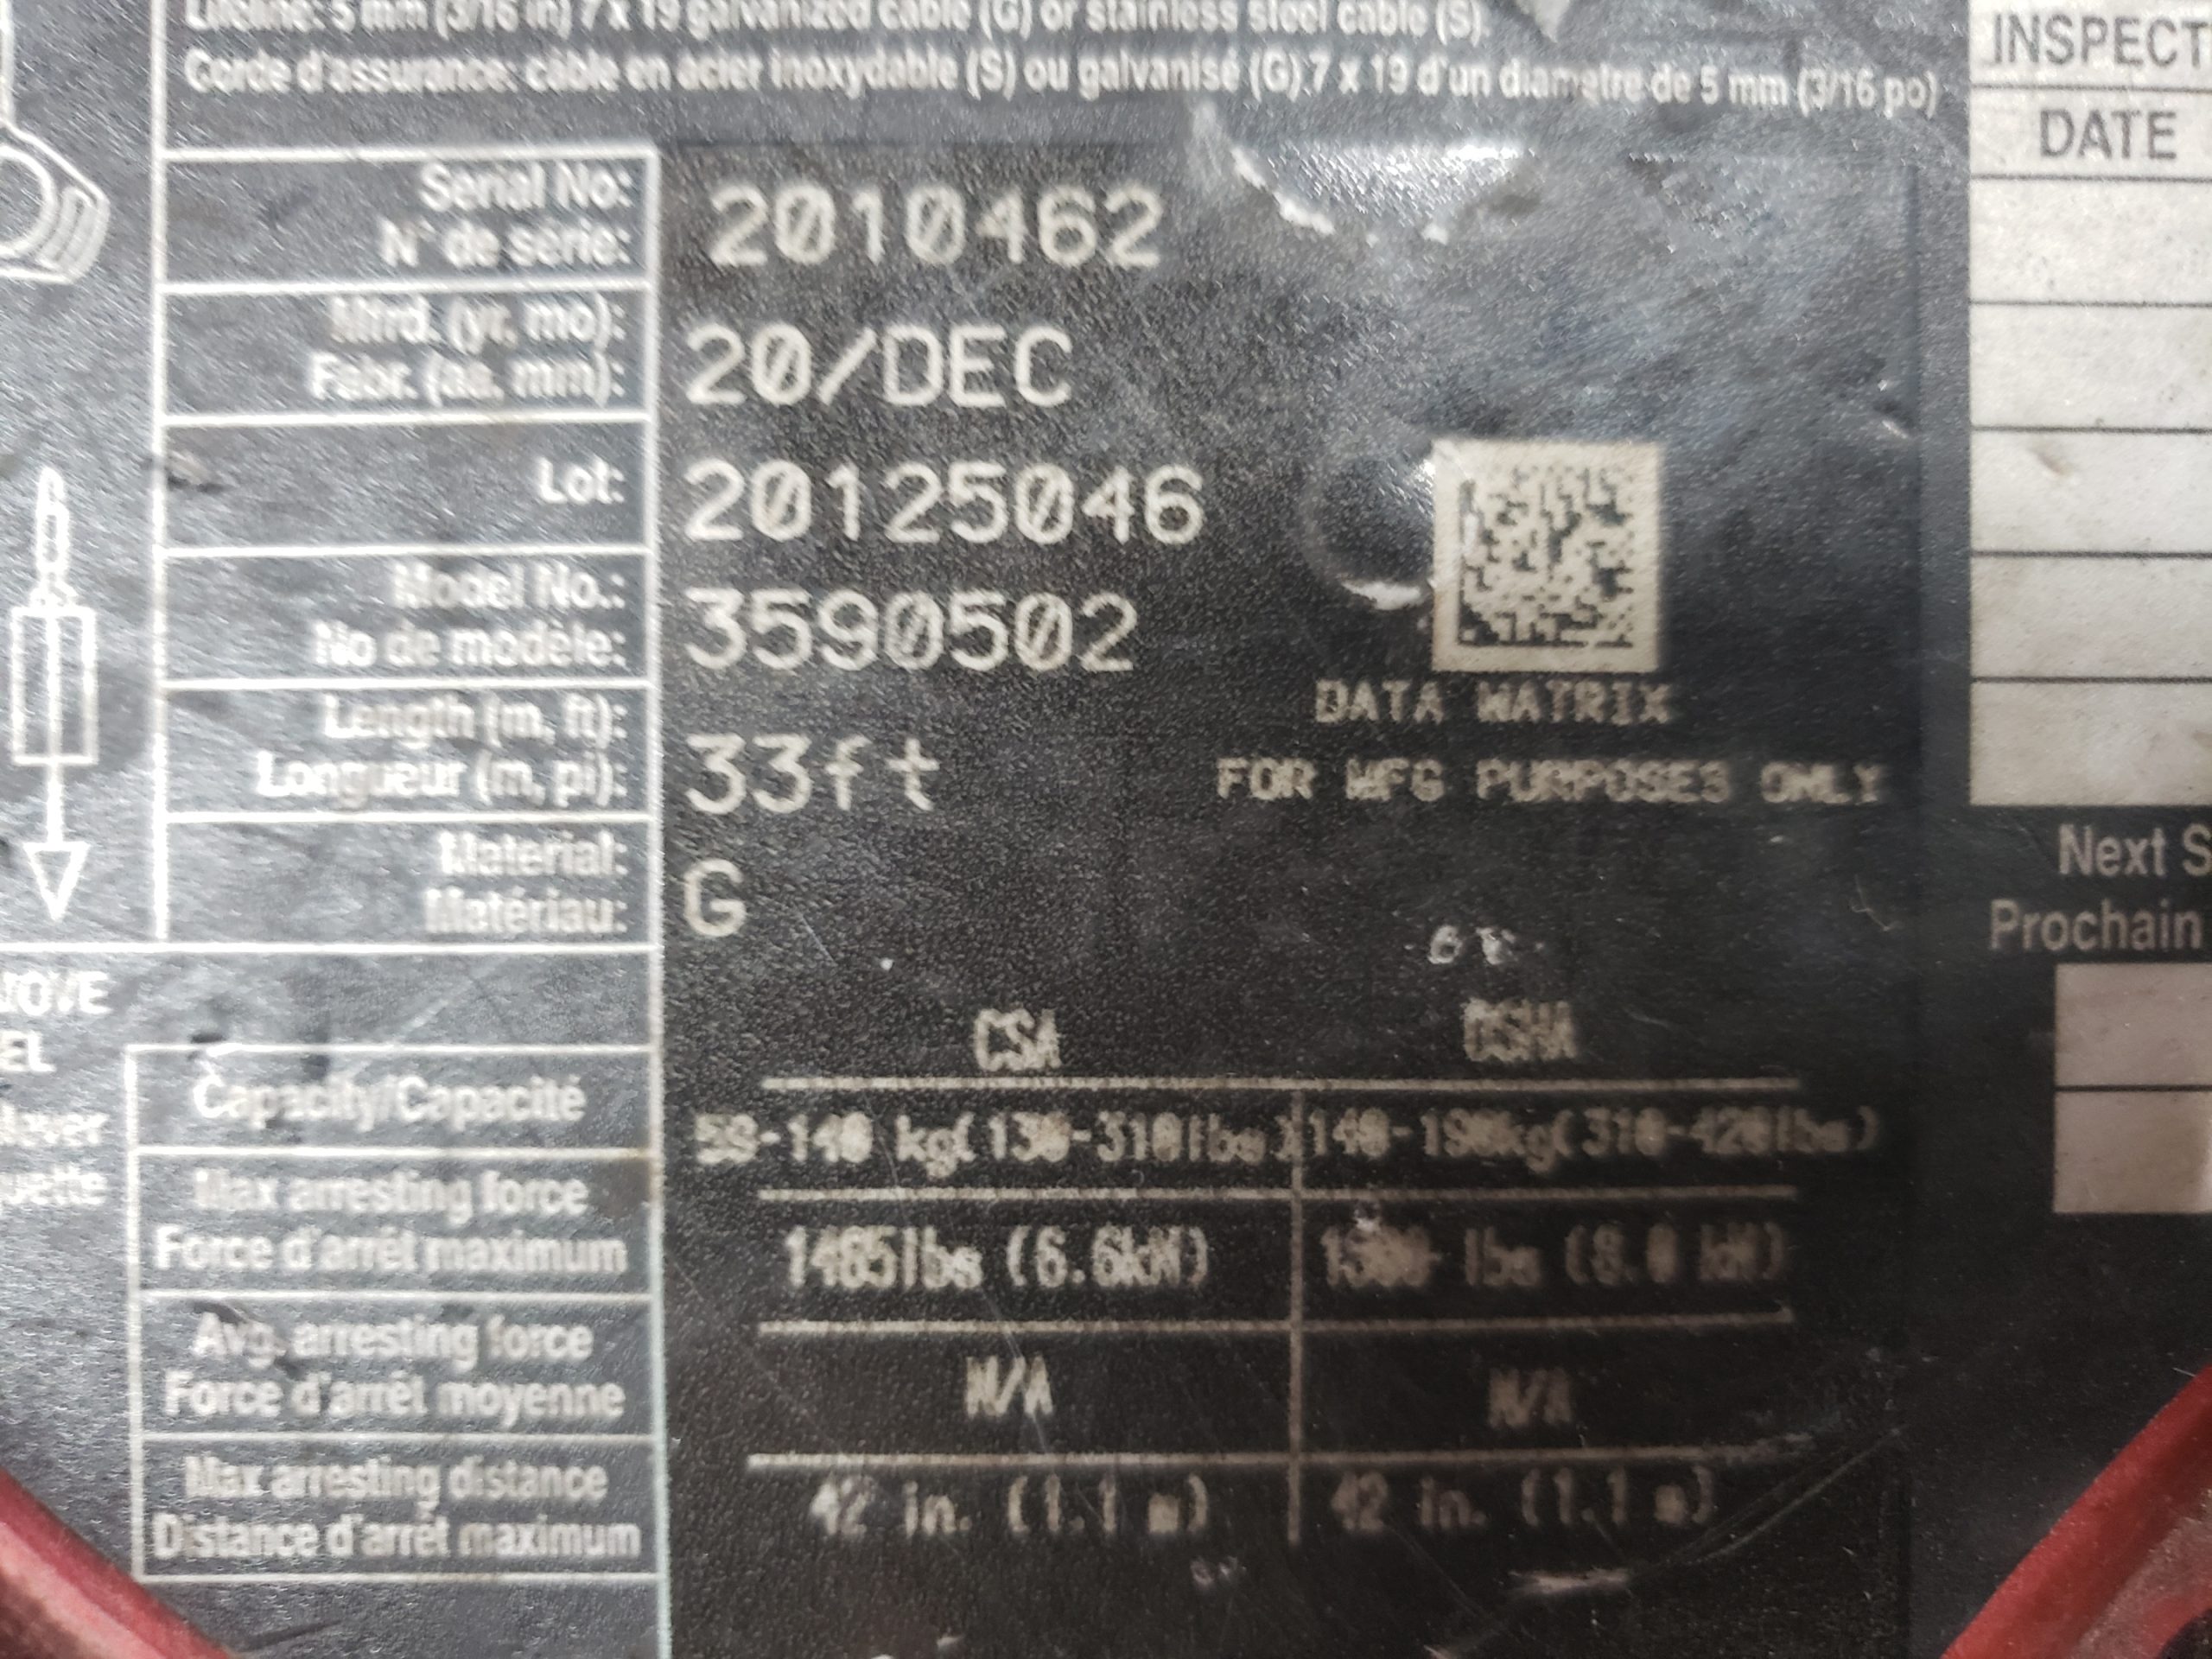 Lifeline: 5 mm (3/16 in) 7 x 19 galvanized cable (G) or stainless steel cable (S).
Corde d'assurance: câble en acier inoxydable (S) ou galvanisé (G) 7 x 19 d'un diametre de 5 mm (3/16 po)
INSPECT
DATE
Serial No:
N° de série:
2010462
Mfrd. (yr, mo):
Fabr. (aa, mm):
20/DEC
Lot:
20125046
Model No.:
No de modèle:
3590502
DATA MATRIX
FOR MFG PURPOSES ONLY
Length (m, ft):
Longueur (m, pi):
33ft
Material:
Matériau:
G
Next S
Prochain
CSA OSHA
Capacity/Capacité
59-140 kg(130-310lbs) 140-190kg(310-420lbs)
Max arresting force
Force d'arrêt maximum
1485lbs (6.6kN) lbs (8.0 kN)
Avg. arresting force
Force d'arrêt moyenne
N/A N/A
Max arresting distance
Distance d'arrêt maximum
42 in. (1.1 m) 42 in. (1.1 m)